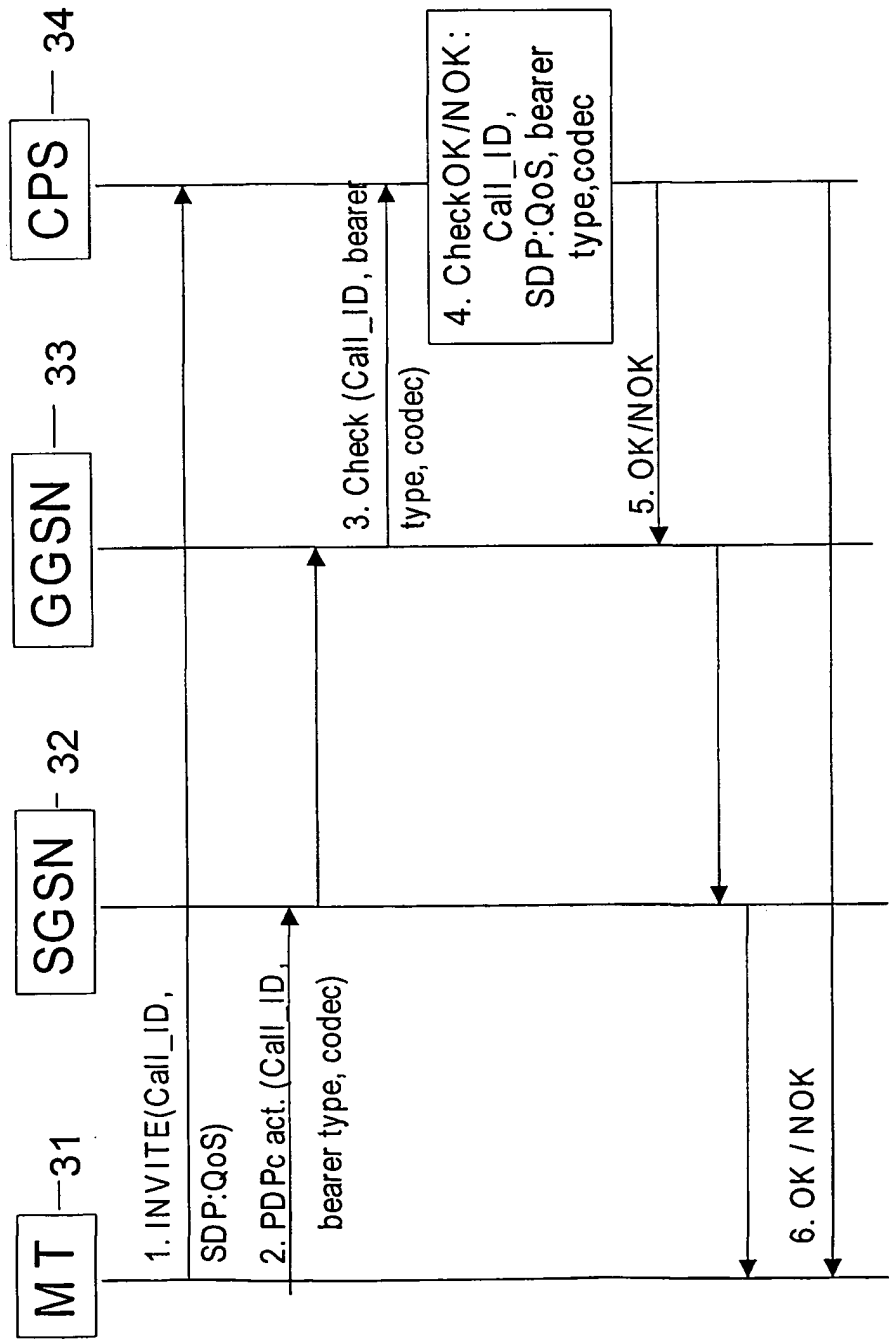 MT 31
SGSN 32
GGSN 33
CPS 34
1. INVITE(Call_ID,
SDP:QoS)
2. PDPc act. (Call_ID,
bearer type, codec)
3. Check (Call_ID, bearer
type, codec)
4. CheckOK/NOK:
Call_ID,
SDP:QoS, bearer
type,codec
5. OK/NOK
6. OK / NOK